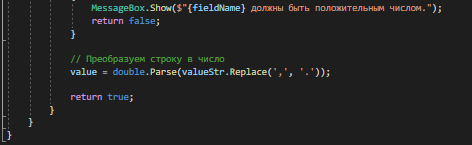 MessageBox.Show($"{fieldName} должны быть положительным числом.");
return false;
}
// Преобразуем строку в число
value = double.Parse(valueStr.Replace(',', '.'));
return true;
}
}
}